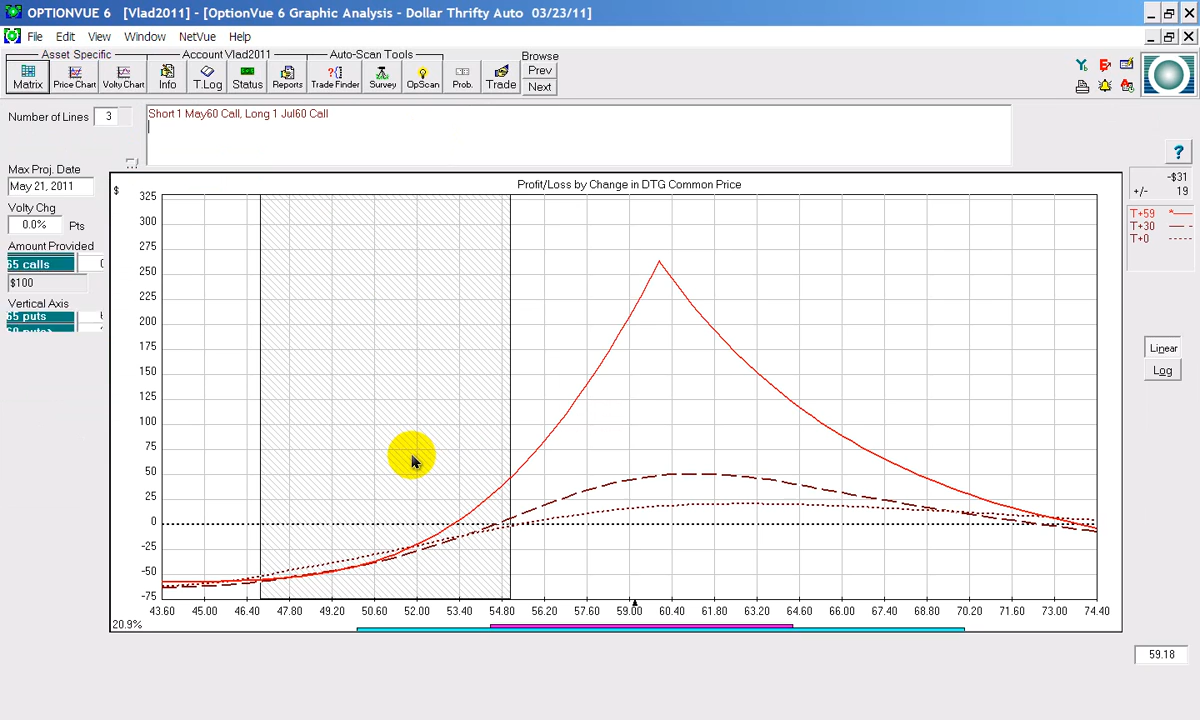 OPTIONVUE 6 [Vlad2011] - [OptionVue 6 Graphic Analysis - Dollar Thrifty Auto 03/23/11]
File Edit View Window NetVue Help
Asset Specific Account Vlad2011 Auto-Scan Tools Browse
Matrix Price Chart Volty Chart Info T.Log Status Reports Trade Finder Survey OpScan Prob. Trade Prev
Next
Number of Lines 3
Short 1 May60 Call, Long 1 Jul60 Call
?
Max Proj. Date
May 21, 2011
Volty Chg
0.0% Pts
Amount Provided
65 calls
$100
Vertical Axis
65 puts
$ Profit/Loss by Change in DTG Common Price
-$31
+/- 19
T+59
T+30
T+0
Linear
Log
325
300
275
250
225
200
175
150
125
100
75
50
25
0
-25
-50
-75
43.60 45.00 46.40 47.80 49.20 50.60 52.00 53.40 54.80 56.20 57.60 59.00 60.40 61.80 63.20 64.60 66.00 67.40 68.80 70.20 71.60 73.00 74.40
20.9%
59.18